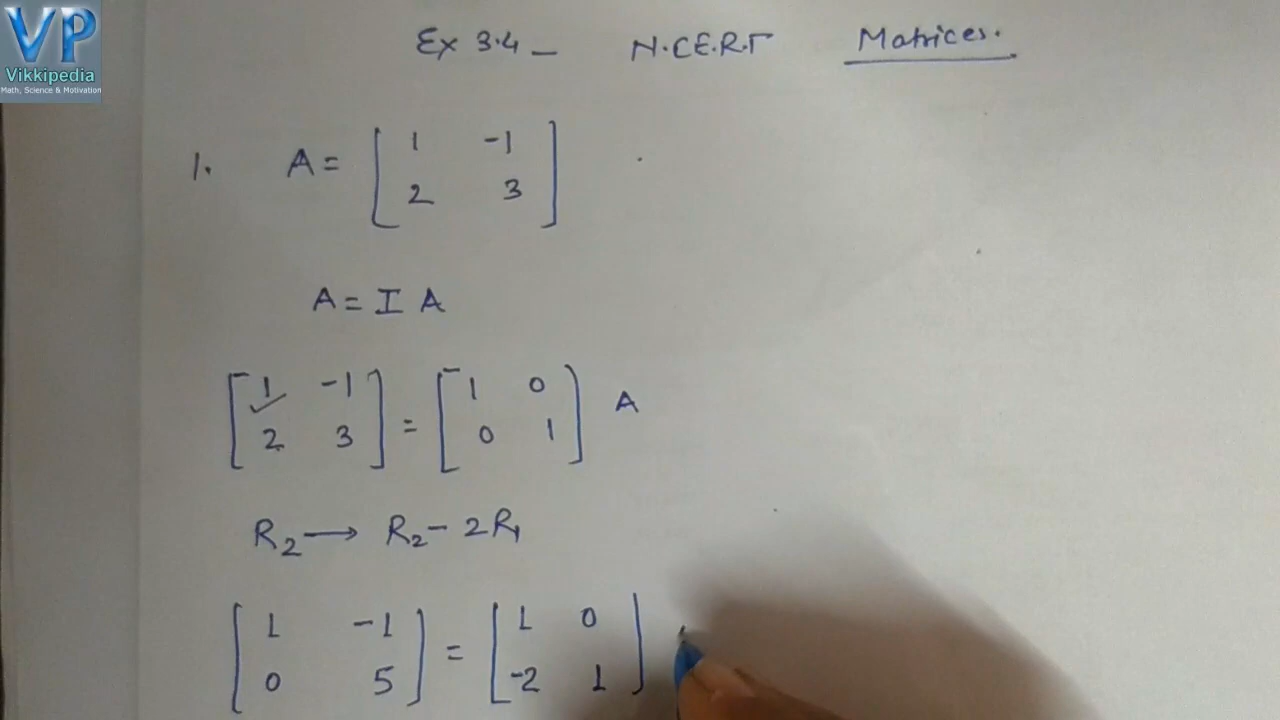 VP
Vikkipedia
Math, Science & Motivation
Ex 3.4 – N.C.E.R.T Matrices.
1. A = [ 1 -1
2 3 ]
A = I A
[ 1 -1
2 3 ] = [ 1 0
0 1 ] A
R₂ → R₂ - 2R₁
[ 1 -1
0 5 ] = [ 1 0
-2 1 ]